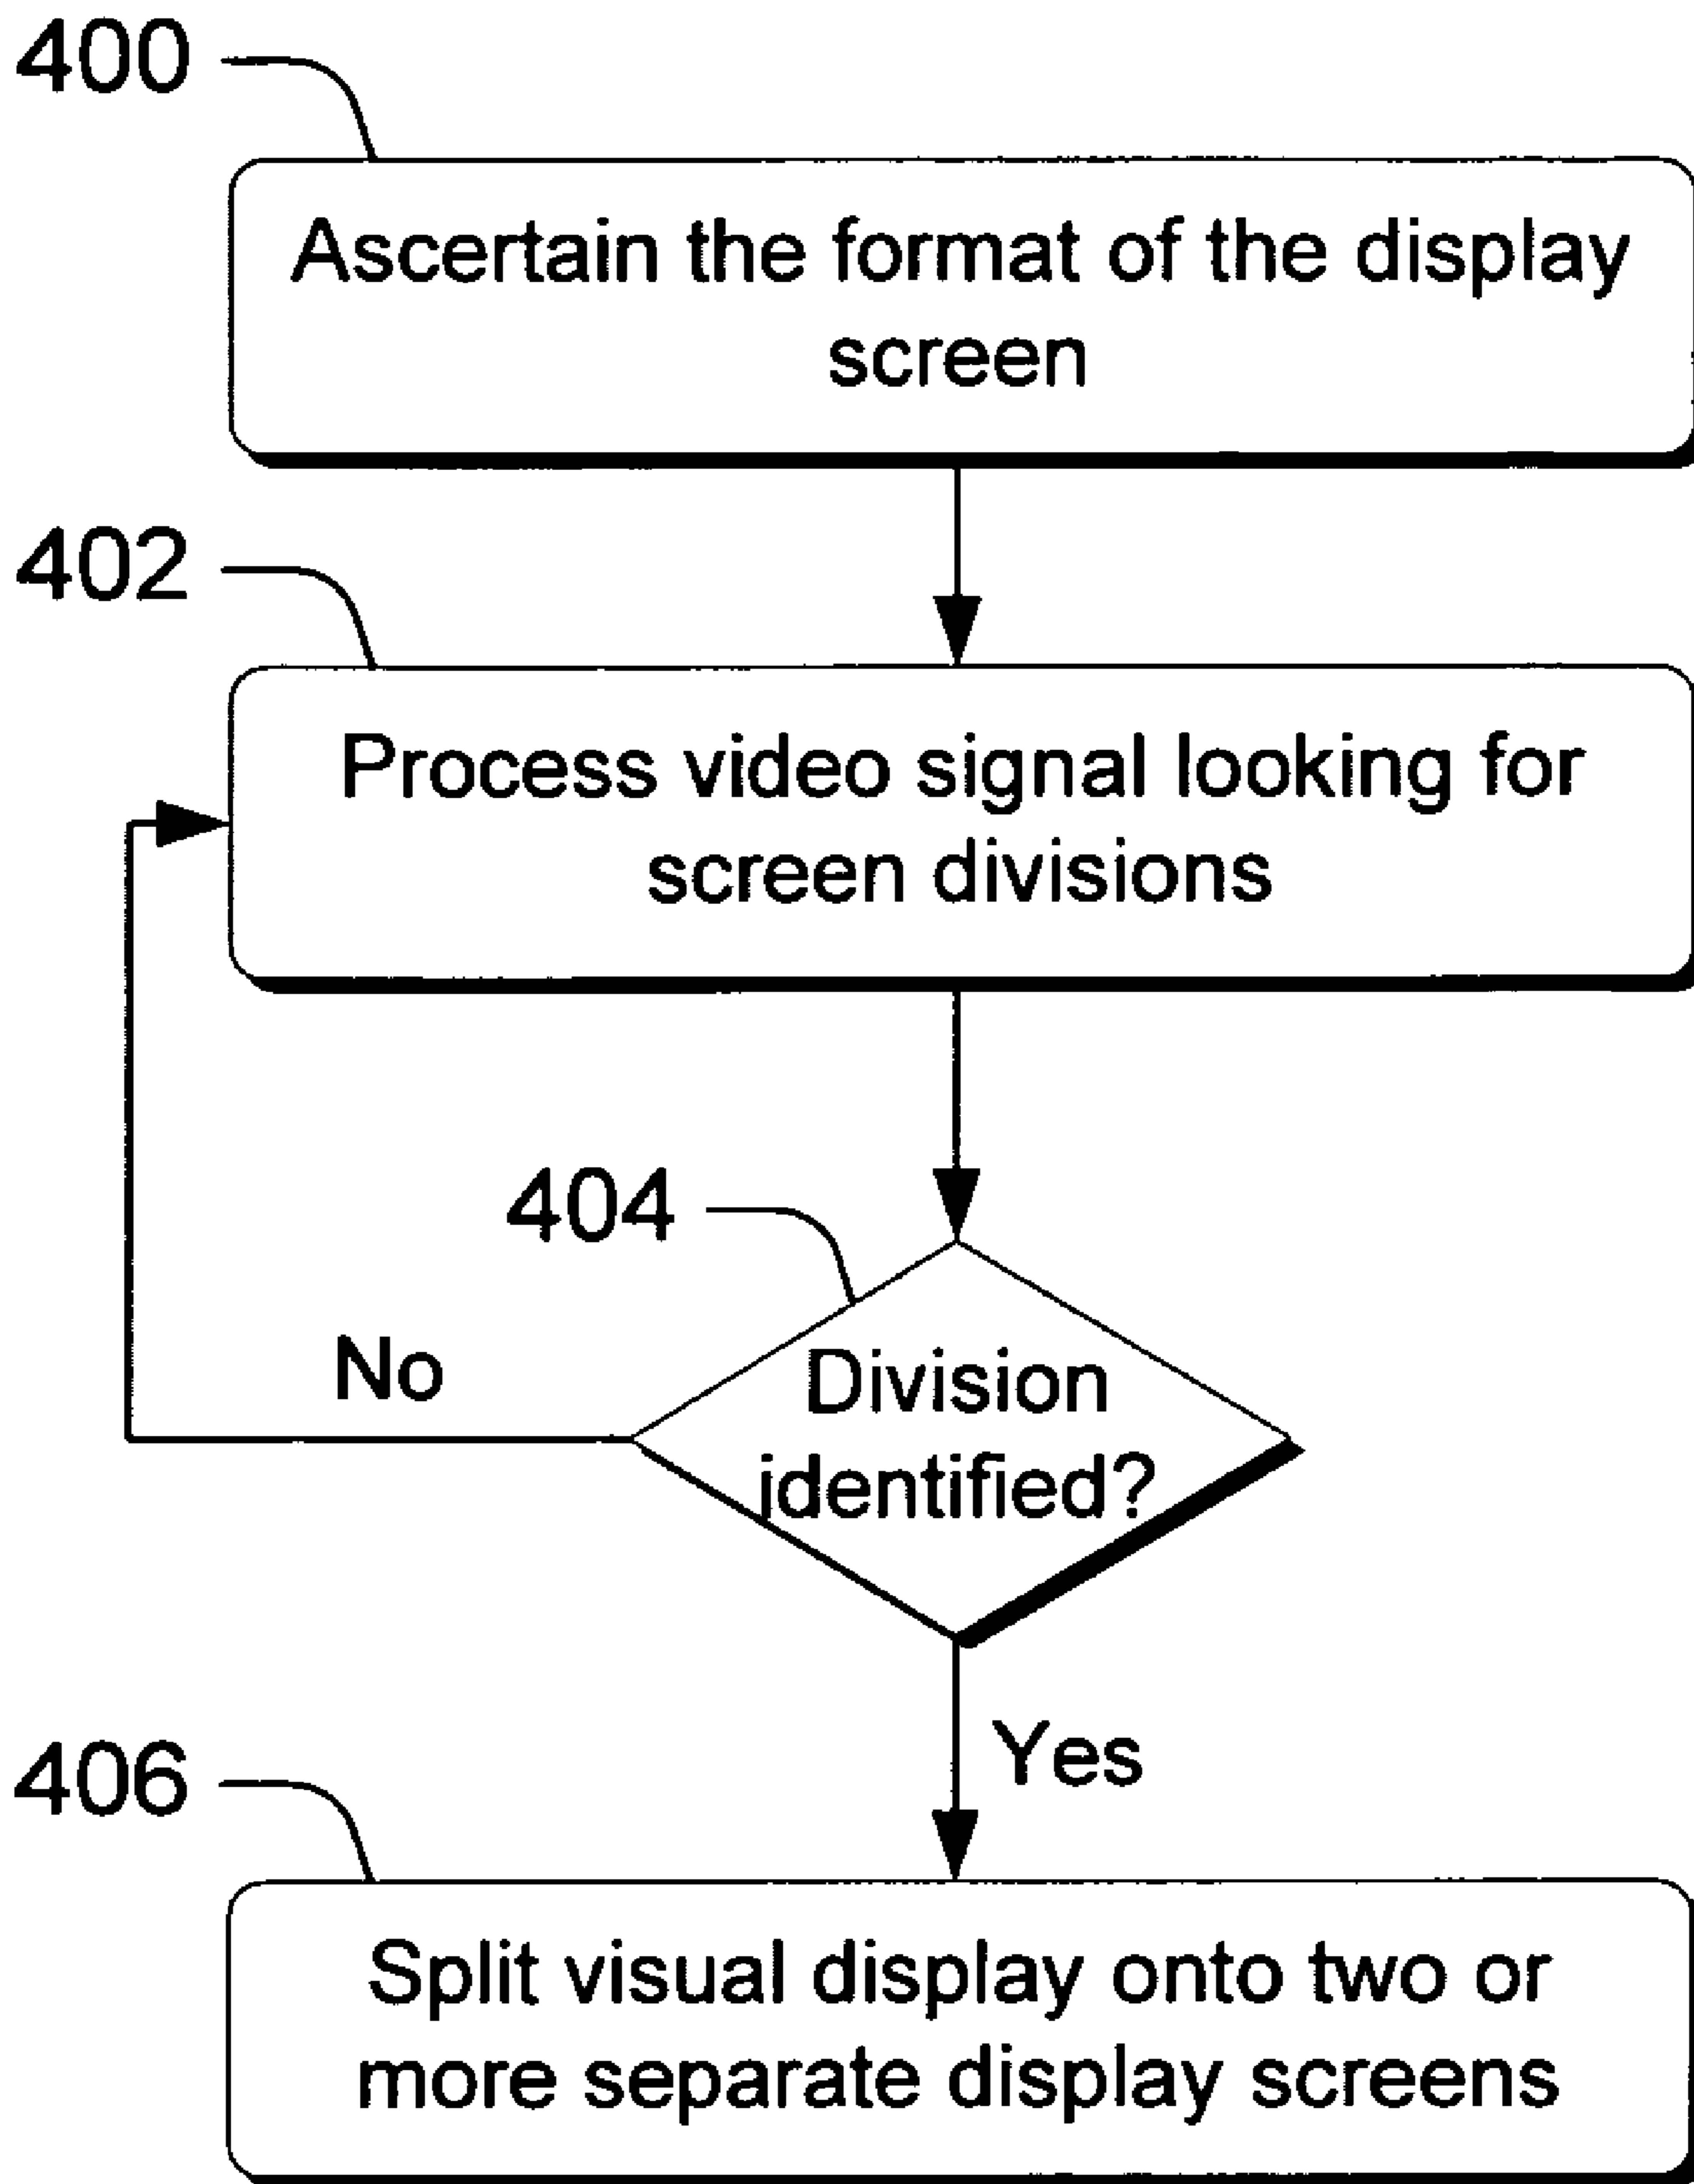 400
Ascertain the format of the display
screen
402
Process video signal looking for
screen divisions
404
No
Division
identified?
Yes
406
Split visual display onto two or
more separate display screens